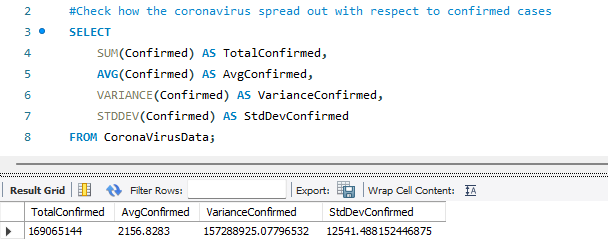 2 #Check how the coronavirus spread out with respect to confirmed cases
3 SELECT
4 SUM(Confirmed) AS TotalConfirmed,
5 AVG(Confirmed) AS AvgConfirmed,
6 VARIANCE(Confirmed) AS VarianceConfirmed,
7 STDDEV(Confirmed) AS StdDevConfirmed
8 FROM CoronaVirusData;
Result Grid Filter Rows: Export: Wrap Cell Content: IA
TotalConfirmed AvgConfirmed VarianceConfirmed StdDevConfirmed
169065144 2156.8283 157288925.07796532 12541.488152446875